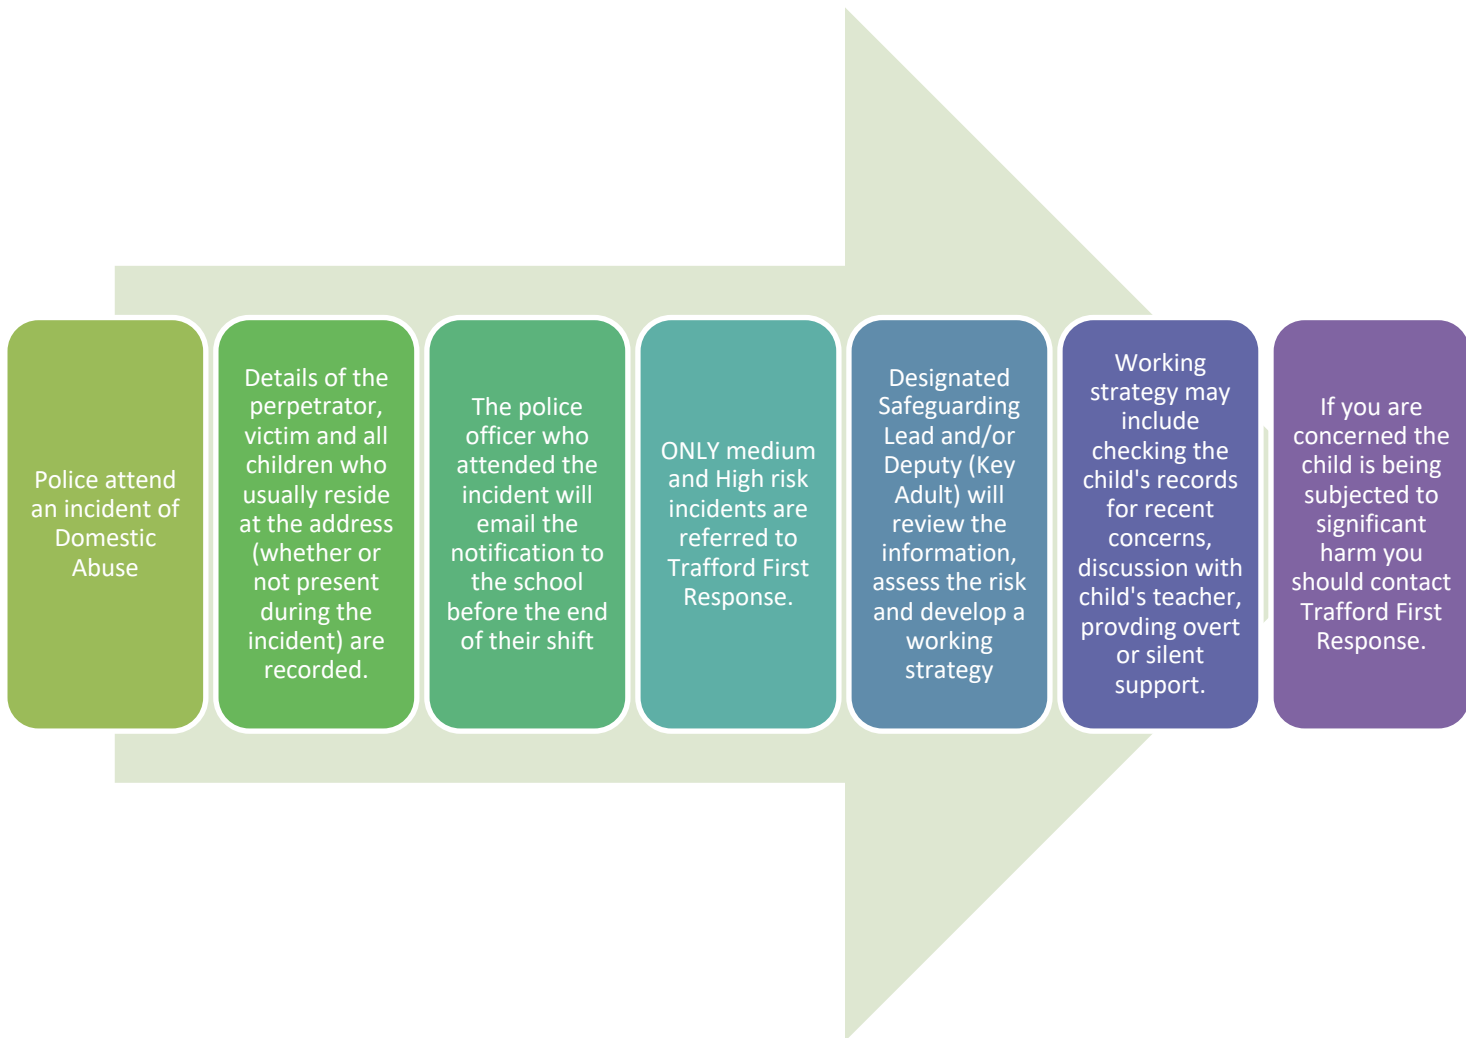 Police attend
an incident of
Domestic
Abuse
Details of the
perpetrator,
victim and all
children who
usually reside
at the address
(whether or
not present
during the
incident) are
recorded.
The police
officer who
attended the
incident will
email the
notification to
the school
before the end
of their shift
ONLY medium
and High risk
incidents are
referred to
Trafford First
Response.
Designated
Safeguarding
Lead and/or
Deputy (Key
Adult) will
review the
information,
assess the risk
and develop a
working
strategy
Working
strategy may
include
checking the
child's records
for recent
concerns,
discussion with
child's teacher,
provding overt
or silent
support.
If you are
concerned the
child is being
subjected to
significant
harm you
should contact
Trafford First
Response.